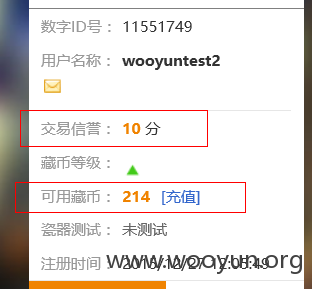 数字ID号： 11551749
用户名称： wooyuntest2
交易信誉： 10 分
藏币等级：
可用藏币： 214 [充值]
瓷器测试： 未测试
注册时间： 2015/12/27 12:05:49
www.wooyun.org